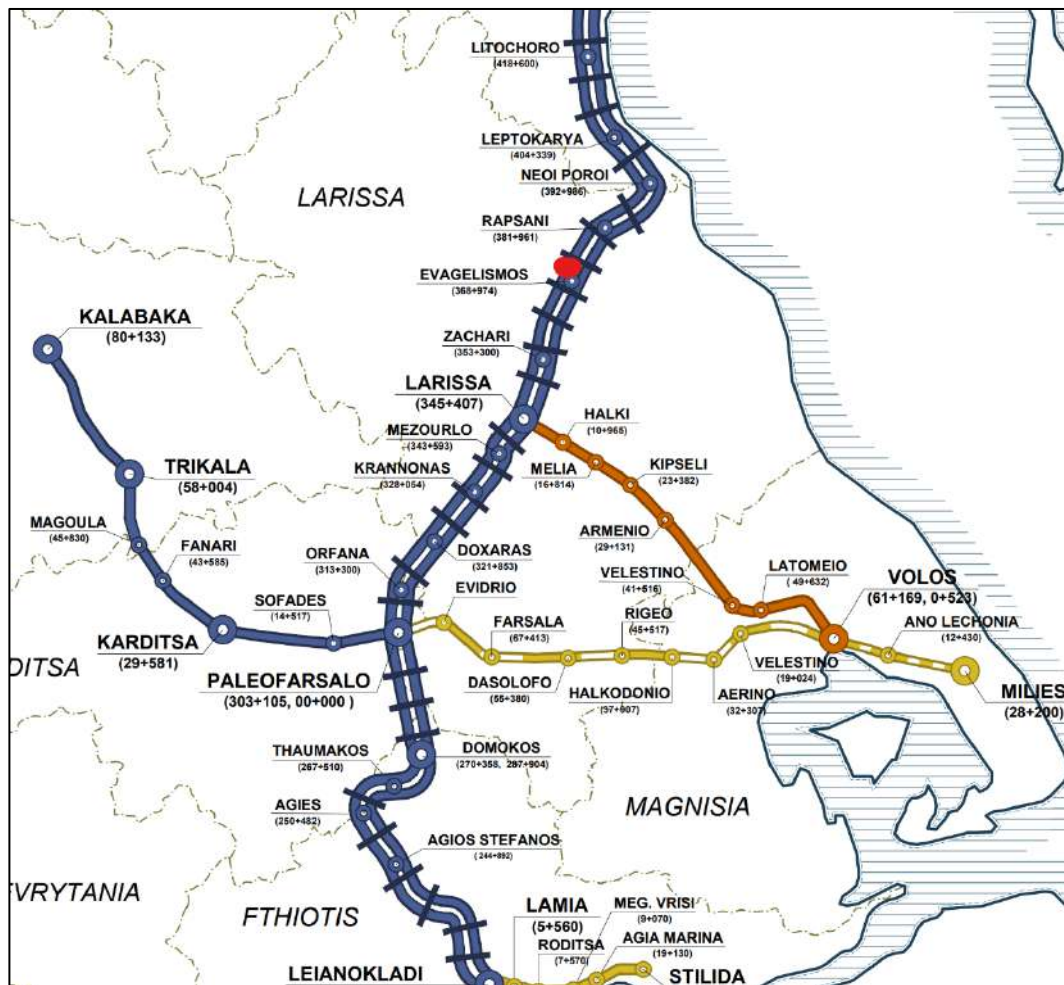 LITOCHORO
(418+600)
LEPTOKARYA
(404+339)
NEOI POROI
(392+986)
LARISSA
RAPSANI
(381+961)
EVAGELISMOS
(368+974)
KALABAKA
(80+133)
ZACHARI
(353+300)
LARISSA
(345+407)
HALKI
(10+965)
MEZOURLO
(343+593)
MELIA
(16+814)
KIPSELI
(23+382)
TRIKALA
(58+004)
KRANNONAS
(328+054)
MAGOULA
(45+830)
ARMENIO
(29+131)
FANARI
(43+585)
ORFANA
(313+300)
DOXARAS
(321+853)
VELESTINO
(41+516)
LATOMEIO
( 49+632)
VOLOS
(61+169, 0+523)
SOFADES
(14+517)
EVIDRIO
KARDITSA
(29+581)
FARSALA
(67+413)
RIGEO
(45+517)
ANO LECHONIA
(12+430)
DITSA
PALEOFARSALO
(303+105, 00+000 )
DASOLOFO
(55+380)
HALKODONIO
(37+907)
AERINO
(32+307)
VELESTINO
(19+024)
MILIES
(28+200)
THAUMAKOS
(267+510)
DOMOKOS
(270+358, 287+904)
AGIES
(250+482)
MAGNISIA
AGIOS STEFANOS
( 244+892)
VRYTANIA
FTHIOTIS
LAMIA
(5+560)
MEG. VRISI
(9+070)
RODITSA
(7+570)
AGIA MARINA
(19+130)
LEIANOKLADI
STILIDA